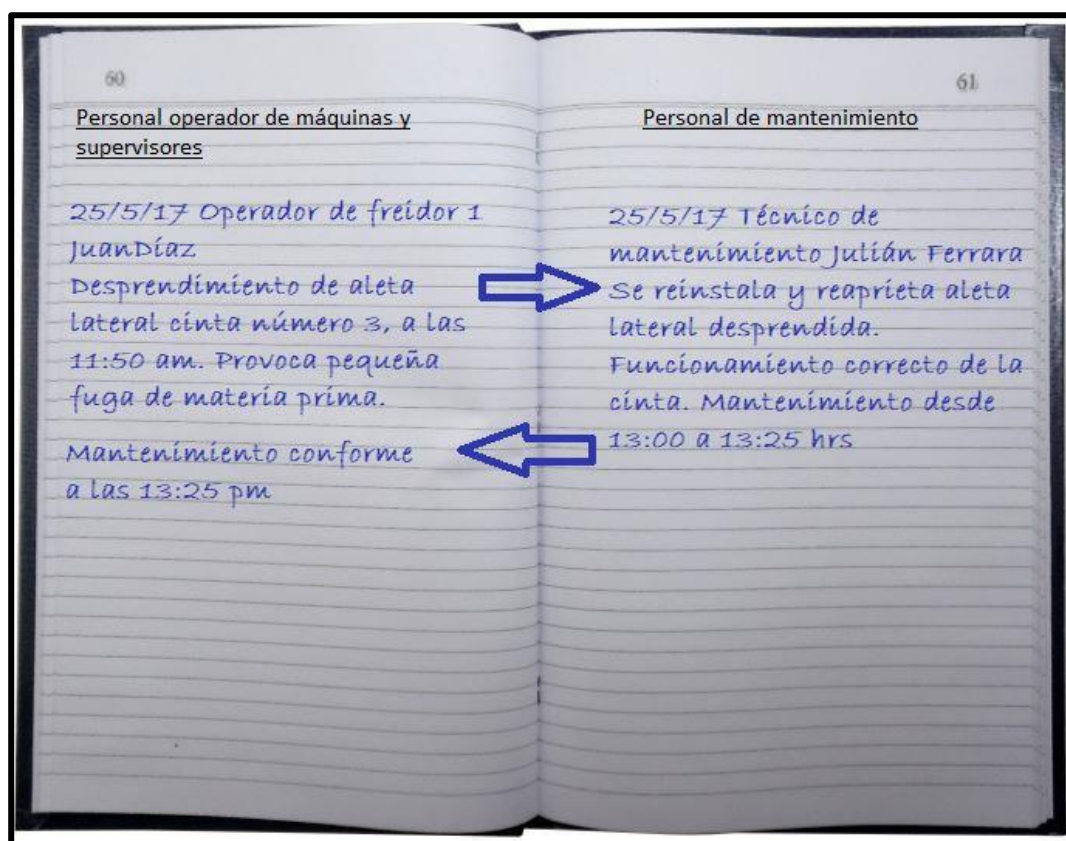 60
Personal operador de máquinas y
supervisores
25/5/17 Operador de freidor 1
JuanDíaz
Desprendimiento de aleta
lateral cinta número 3, a las
11:50 am. Provoca pequeña
fuga de materia prima.
Mantenimiento conforme
a las 13:25 pm
61
Personal de mantenimiento
25/5/17 Técnico de
mantenimiento Julián Ferrara
Se reinstala y reaprieta aleta
lateral desprendida.
Funcionamiento correcto de la
cinta. Mantenimiento desde
13:00 a 13:25 hrs